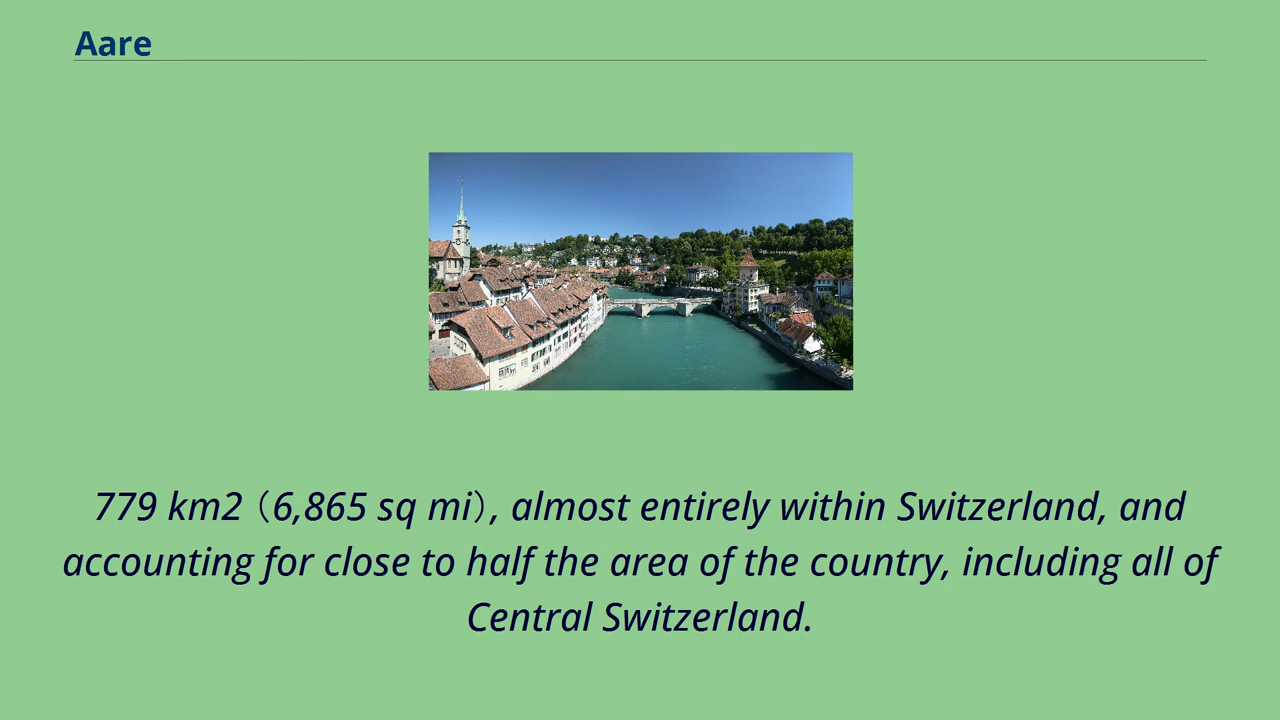 Aare
779 km2（6,865 sq mi）, almost entirely within Switzerland, and
accounting for close to half the area of the country, including all of
Central Switzerland.